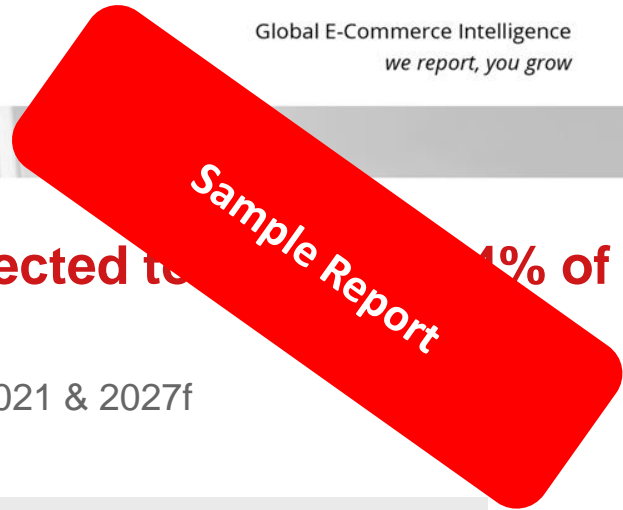 Global E-Commerce Intelligence
we report, you grow
Sample Report
ected to 4% of
021 & 2027f